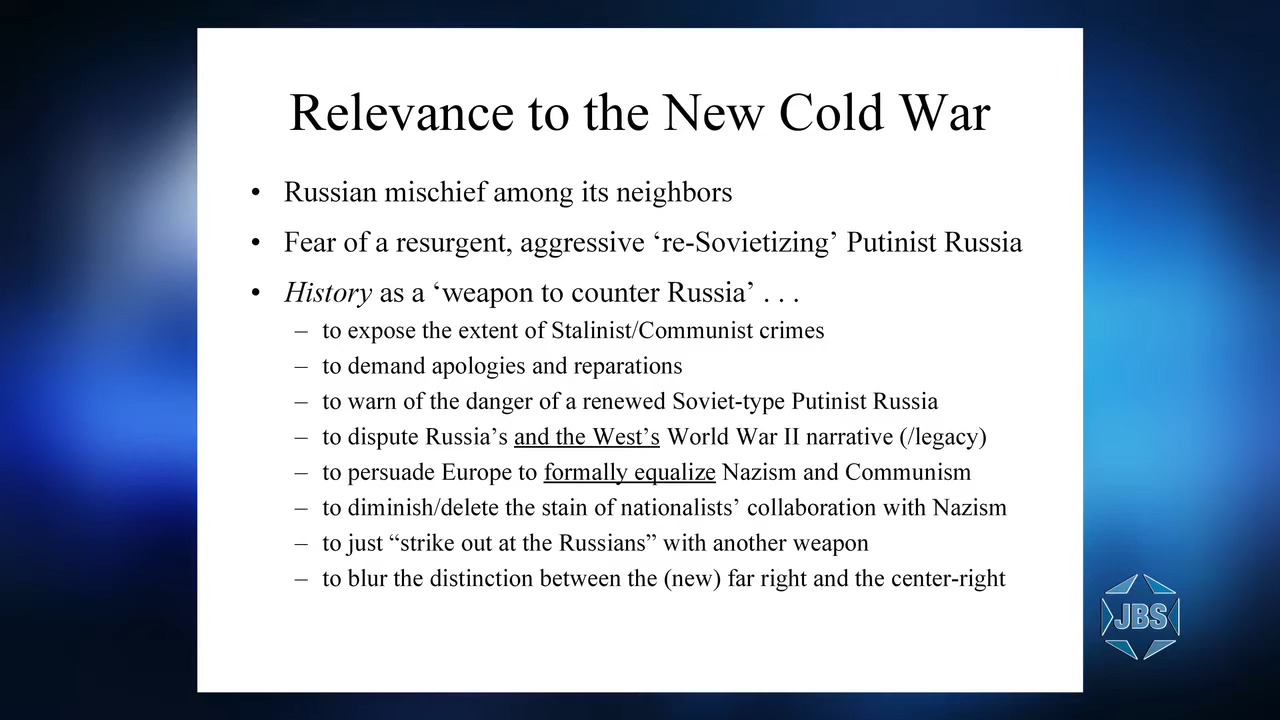 Relevance to the New Cold War
• Russian mischief among its neighbors
• Fear of a resurgent, aggressive ‘re-Sovietizing’ Putinist Russia
• History as a ‘weapon to counter Russia’ . . .
– to expose the extent of Stalinist/Communist crimes
– to demand apologies and reparations
– to warn of the danger of a renewed Soviet-type Putinist Russia
– to dispute Russia’s and the West’s World War II narrative (/legacy)
– to persuade Europe to formally equalize Nazism and Communism
– to diminish/delete the stain of nationalists’ collaboration with Nazism
– to just “strike out at the Russians” with another weapon
– to blur the distinction between the (new) far right and the center-right
JBS